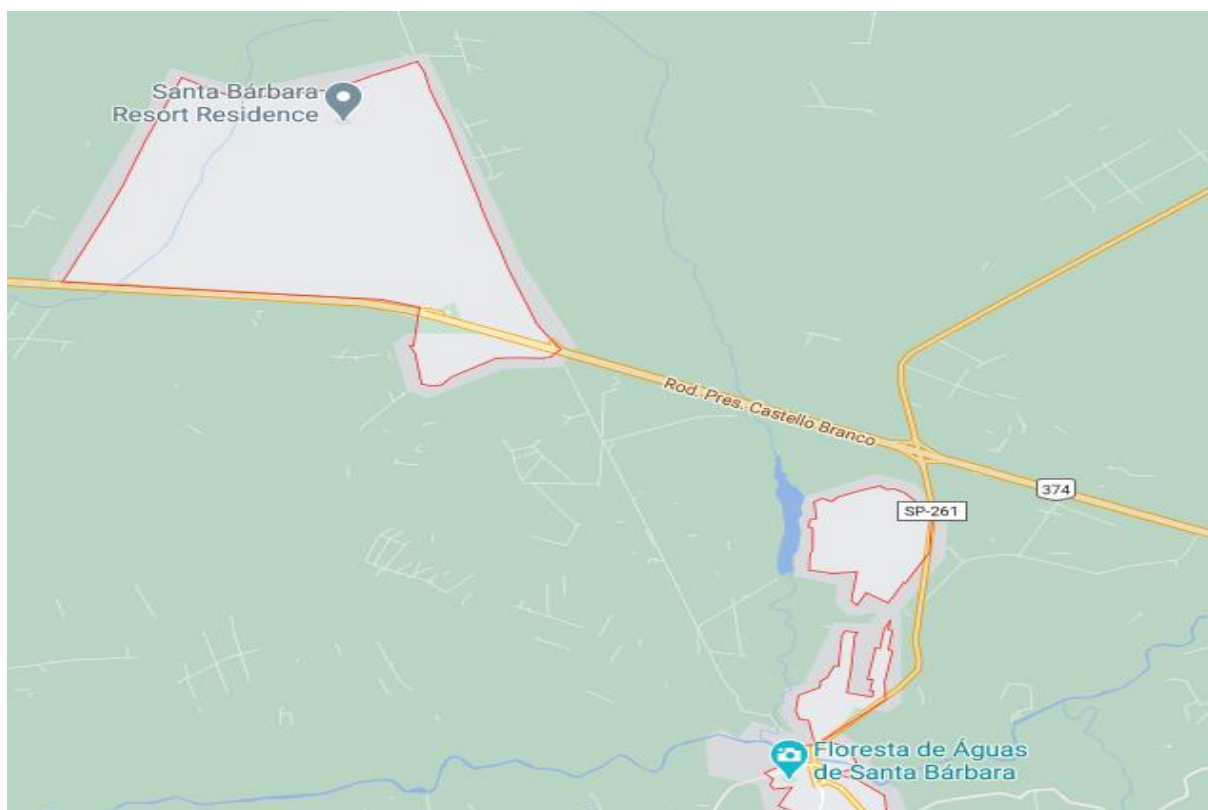 Santa Bárbara
Resort Residence
Rod. Pres. Castello Branco
374
SP-261
Floresta de Águas
de Santa Bárbara